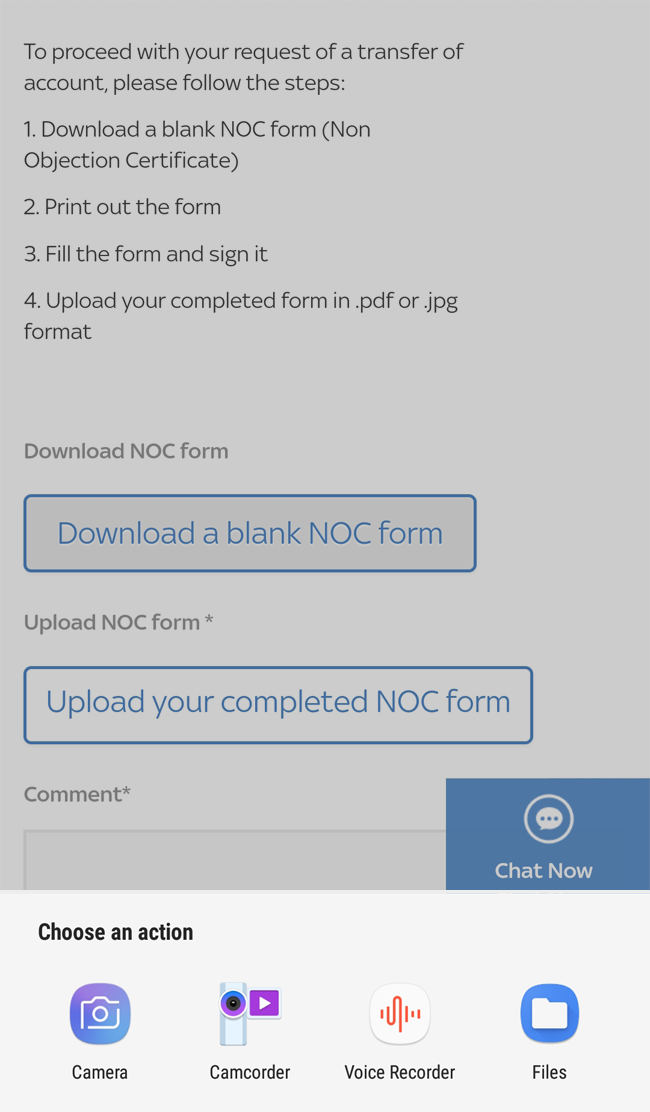 To proceed with your request of a transfer of
account, please follow the steps:
1. Download a blank NOC form (Non
Objection Certificate)
2. Print out the form
3. Fill the form and sign it
4. Upload your completed form in .pdf or .jpg
format
Download NOC form
Download a blank NOC form
Upload NOC form *
Upload your completed NOC form
Comment*
Chat Now
Choose an action
Camera
Camcorder
Voice Recorder
Files